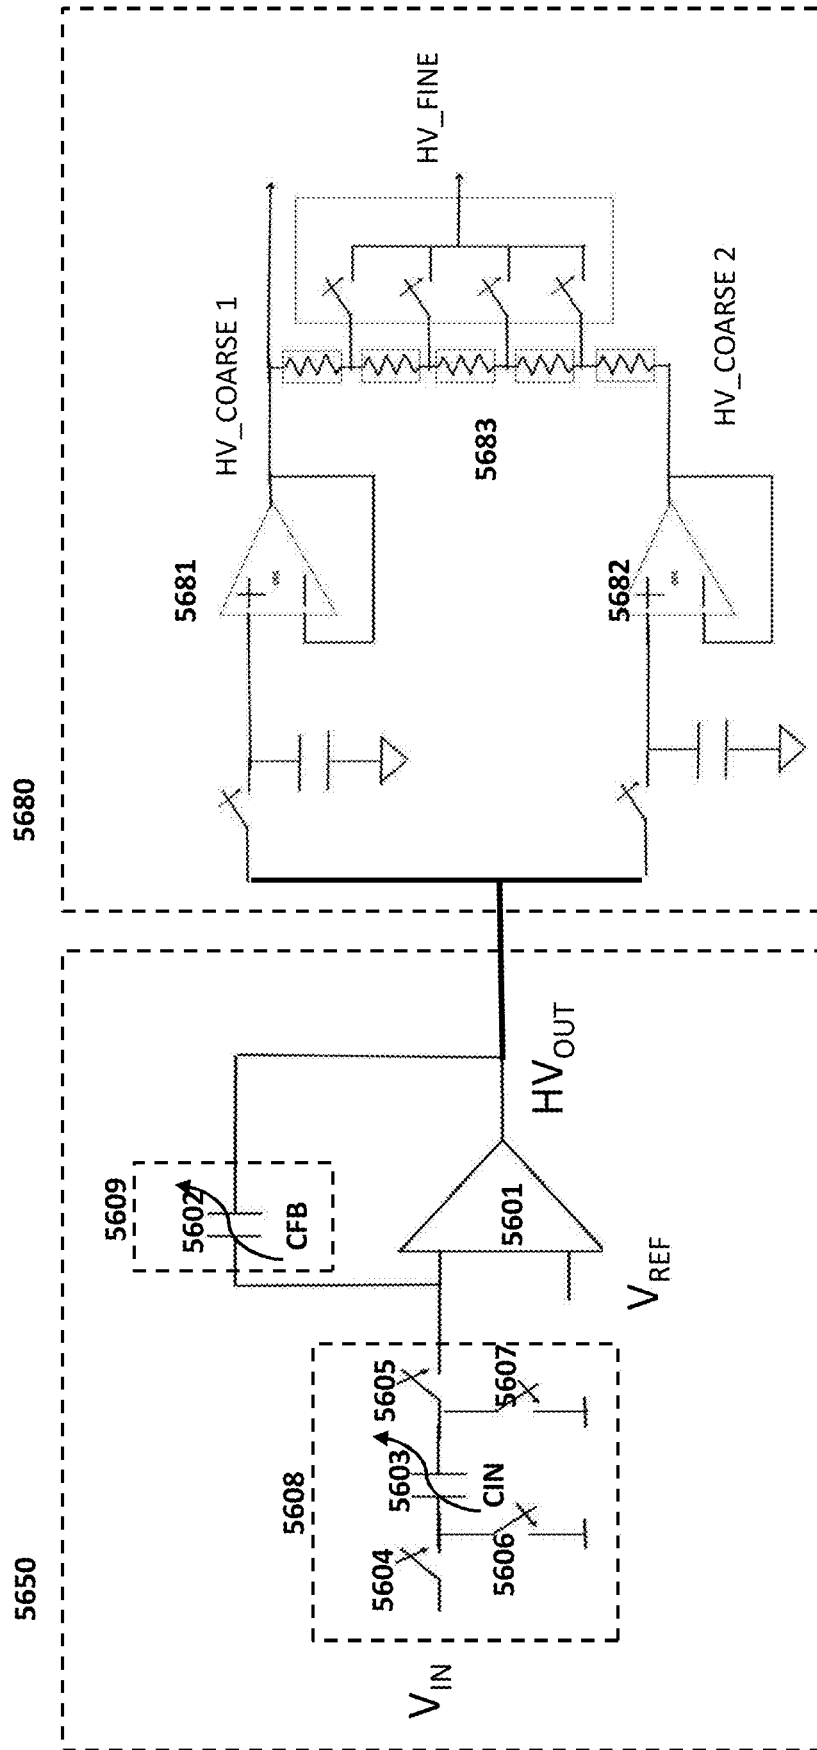 5650
5680
5609
5602
CFB
5608
5604
5603
5605
CIN
5606
5607
V_IN
5601
V_REF
HV_OUT
5681
+
−
HV_COARSE 1
5682
+
−
HV_COARSE 2
5683
HV_FINE